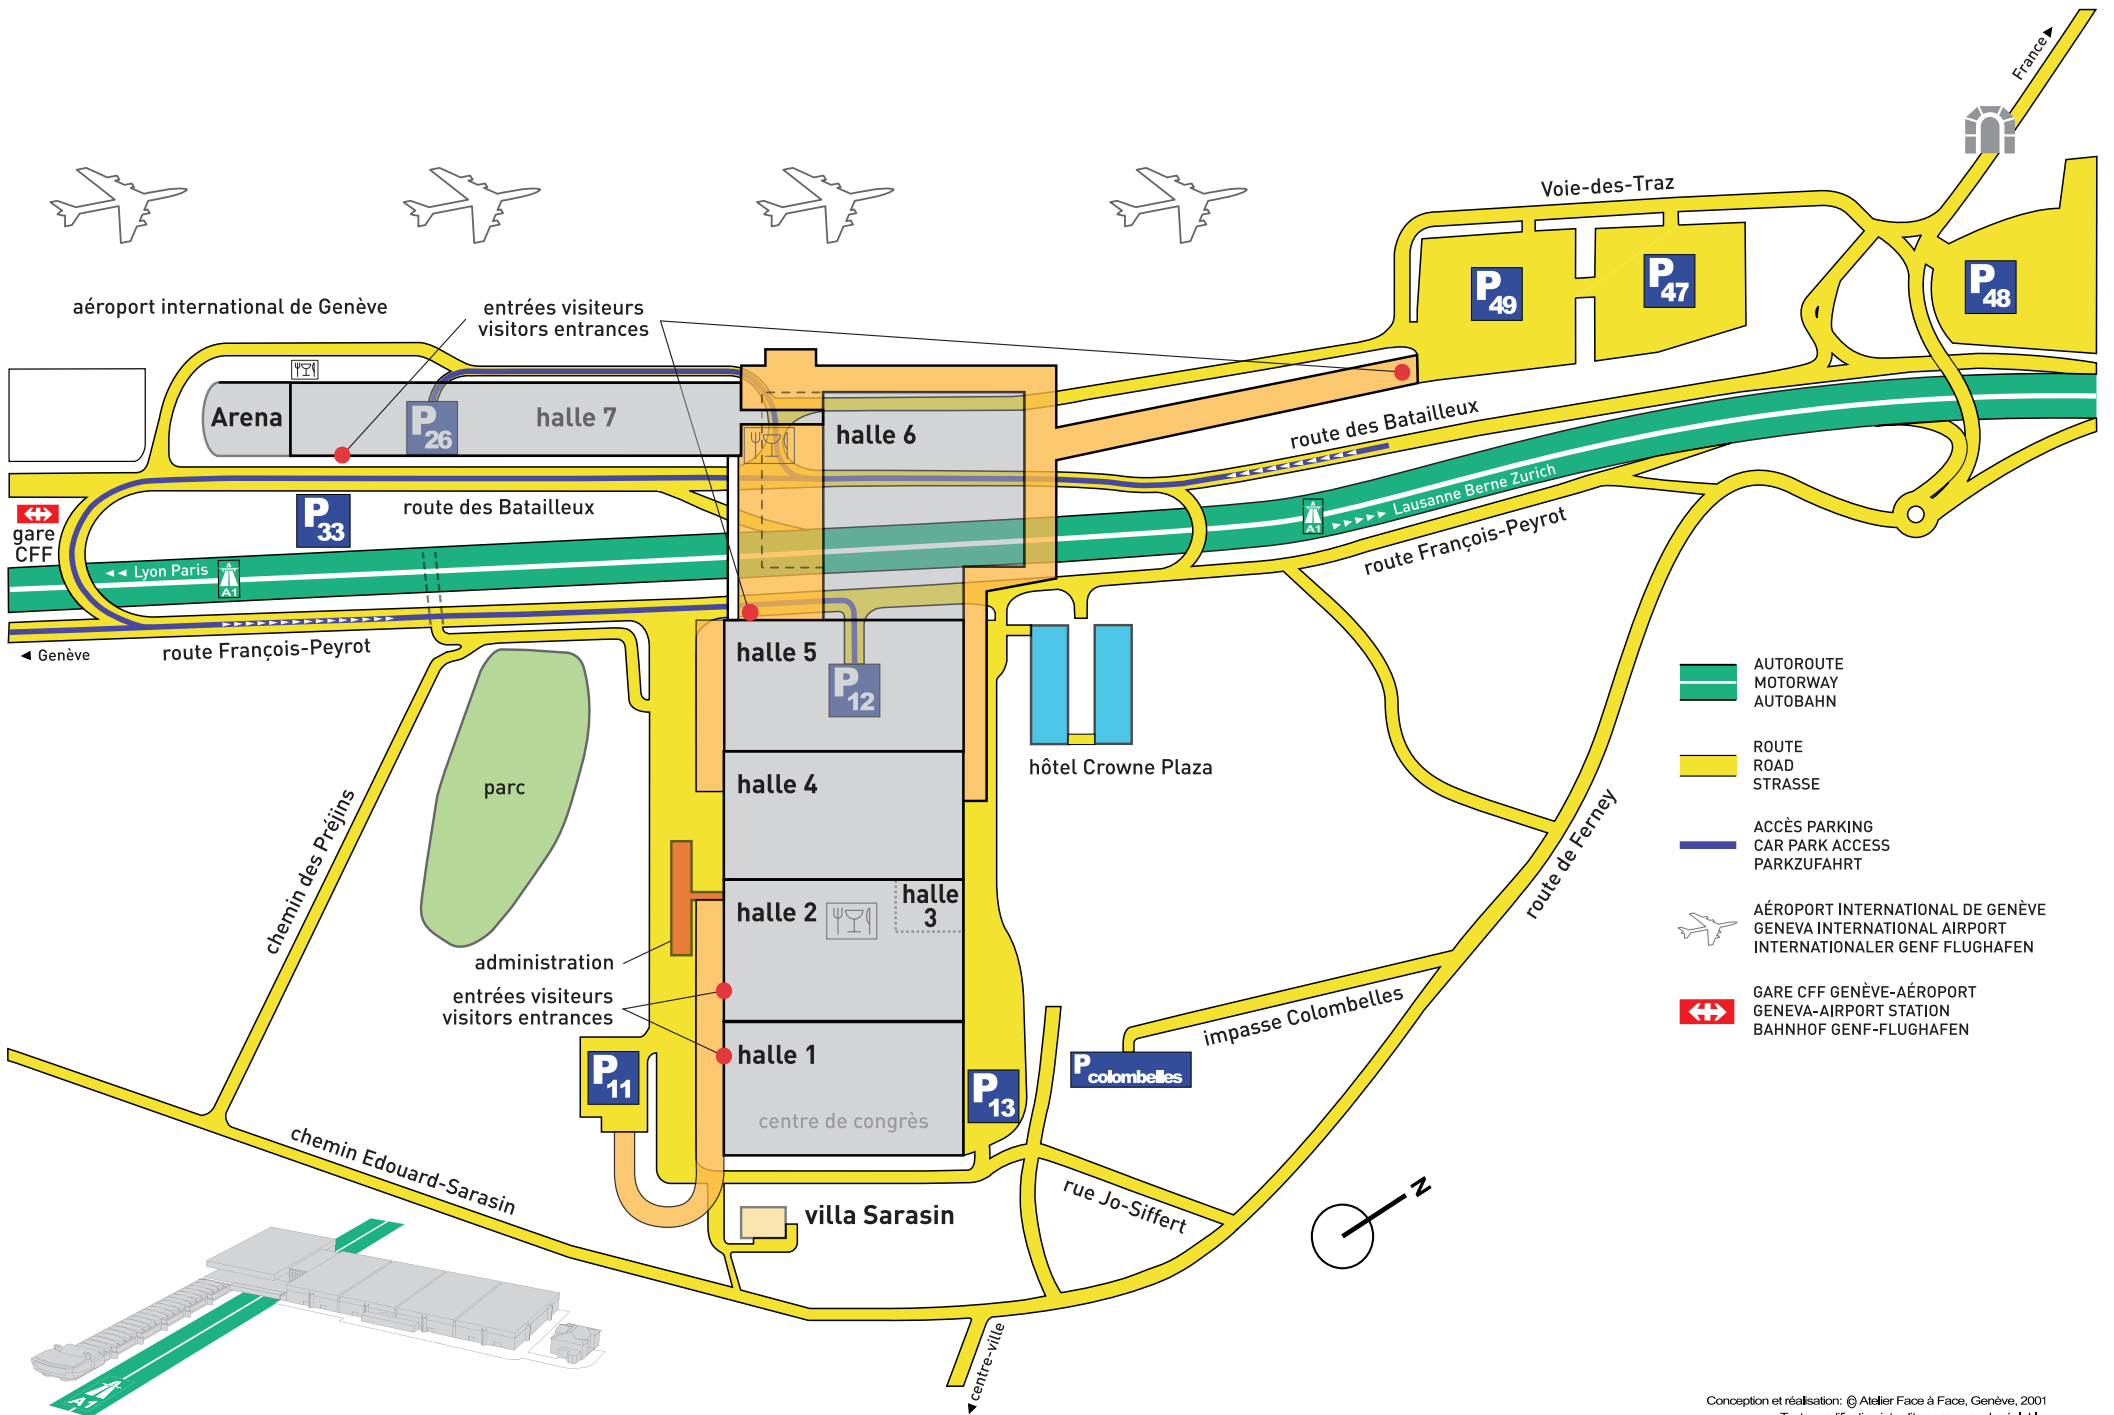 France
Voie-des-Traz
P49
P47
P48
aéroport international de Genève
entrées visiteurs
visitors entrances
Arena
P26
halle 7
halle 6
route des Batailleux
gare
CFF
P33
route des Batailleux
Lausanne Berne Zurich
A1
route François-Peyrot
Lyon Paris
A1
Genève
route François-Peyrot
halle 5
P12
hôtel Crowne Plaza
parc
halle 4
chemin des Préjins
halle 2
halle
3
administration
entrées visiteurs
visitors entrances
halle 1
centre de congrès
P11
P13
P colombelles
impasse Colombelles
route de Ferney
chemin Edouard-Sarasin
rue Jo-Siffert
villa Sarasin
N
centre-ville
A1
AUTOROUTE
MOTORWAY
AUTOBAHN
ROUTE
ROAD
STRASSE
ACCÈS PARKING
CAR PARK ACCESS
PARKZUFAHRT
AÉROPORT INTERNATIONAL DE GENÈVE
GENEVA INTERNATIONAL AIRPORT
INTERNATIONALER GENF FLUGHAFEN
GARE CFF GENÈVE-AÉROPORT
GENEVA-AIRPORT STATION
BAHNHOF GENF-FLUGHAFEN
Conception et réalisation: © Atelier Face à Face, Genève, 2001